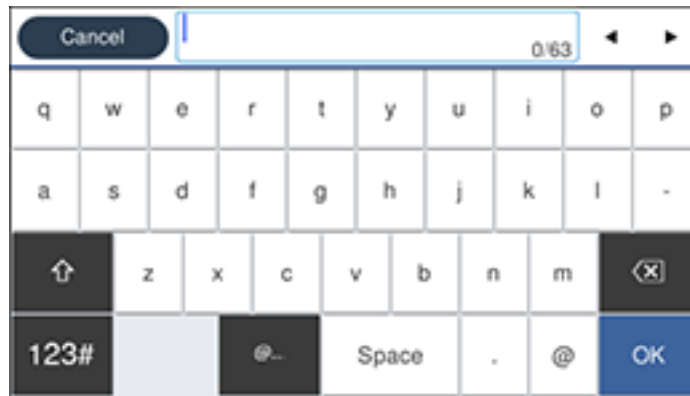 Cancel 0/63 ◀ ▶
q w e r t y u i o p
a s d f g h j k l -
z x c v b n m
123# @... Space . @ OK